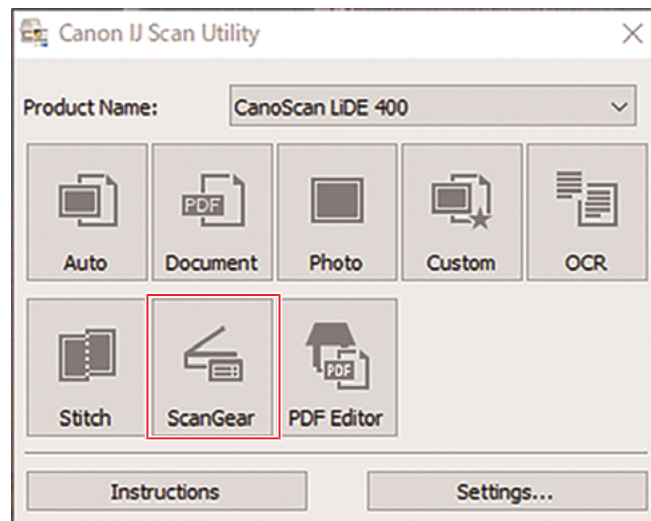 Canon IJ Scan Utility
Product Name: CanoScan LiDE 400
PDF
Auto Document Photo Custom OCR
PDF
Stitch ScanGear PDF Editor
Instructions Settings...